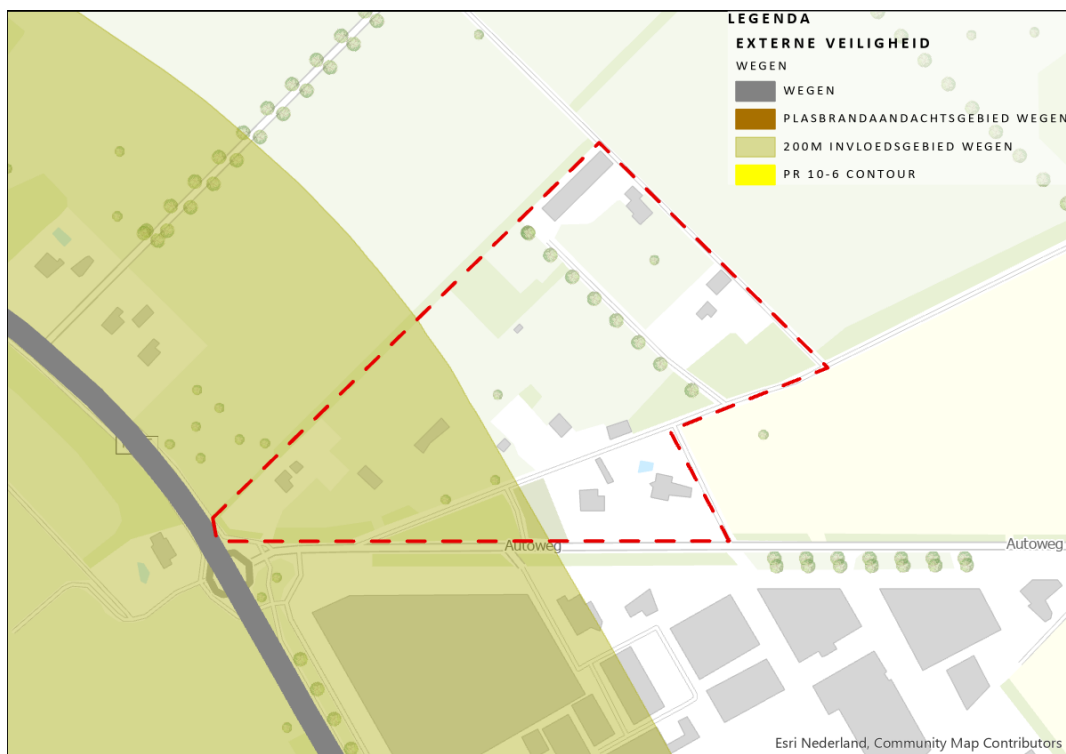 LEGENDA
EXTERNE VEILIGHEID
WEGEN
WEGEN
PLASBRANDAANDACHTSGEBIED WEGEN
200M INVLOEDSGEBIED WEGEN
PR 10-6 CONTOUR
Autoweg
Autoweg
Esri Nederland, Community Map Contributors